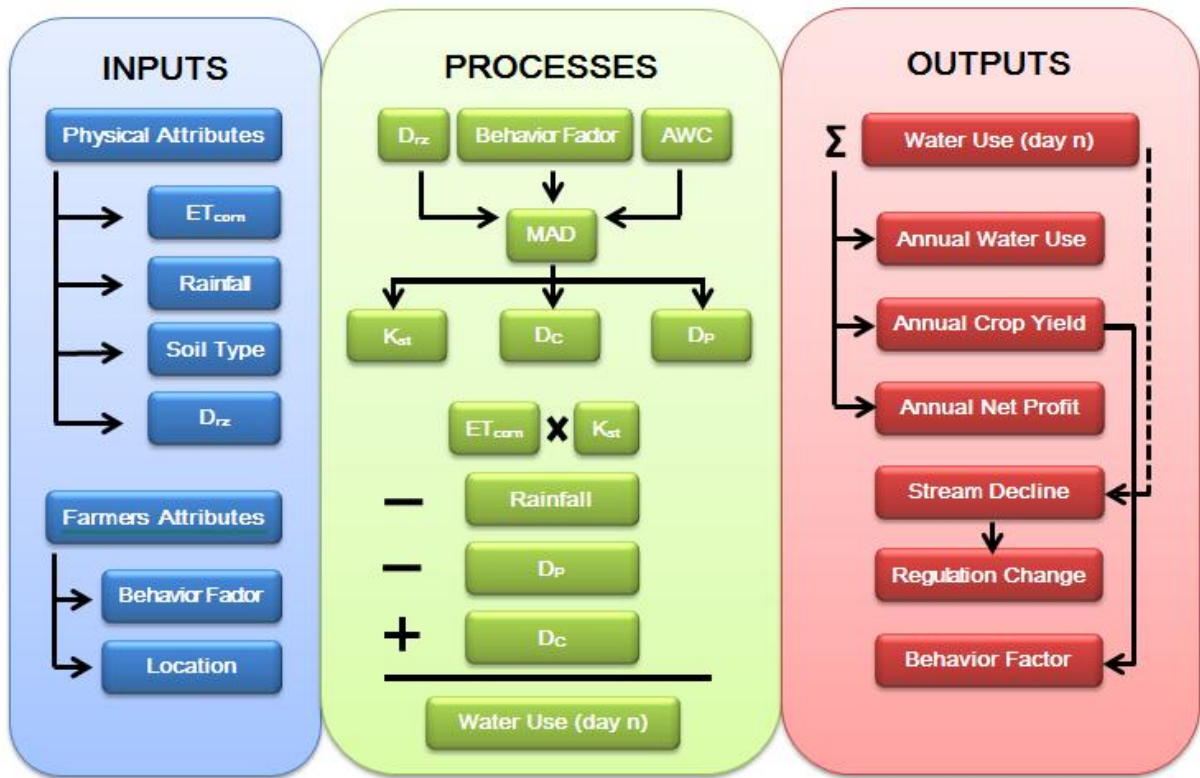 INPUTS
Physical Attributes
ETcorn
Rainfall
Soil Type
Drz
Farmers Attributes
Behavior Fador
Location
PROCESSES
Drz
Behavior Fador
AWC
MAD
Kst
DC
DP
ETcorn
x
Kst
− Rainfall
− DP
+ DC
Water Use (day n)
OUTPUTS
Σ Water Use (day n)
Annual Water Use
Annual Crop Yield
Annual Net Profit
Stream Decline
Regulation Change
Behavior Factor